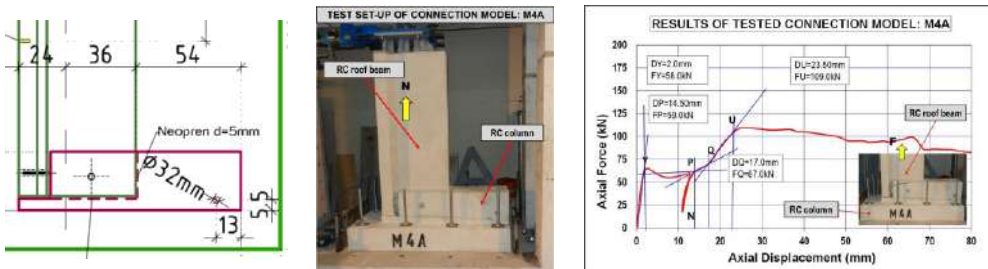 24
36
54
Neopren d=5mm
Ø32mm
5,5
13
TEST SET-UP OF CONNECTION MODEL: M4A
RC roof beam
N
RC column
M4A
RESULTS OF TESTED CONNECTION MODEL: M4A
Axial Force (kN)
200
175
150
125
100
75
50
25
0
DY=2.0mm
FY=58.0kN
DU=23.50mm
FU=109.0kN
DP=14.50mm
FP=59.0kN
DQ=17.0mm
FQ=67.0kN
Y
P
Q
U
N
F
RC roof beam
RC column
M4A
0
10
20
30
40
50
60
70
80
Axial Displacement (mm)